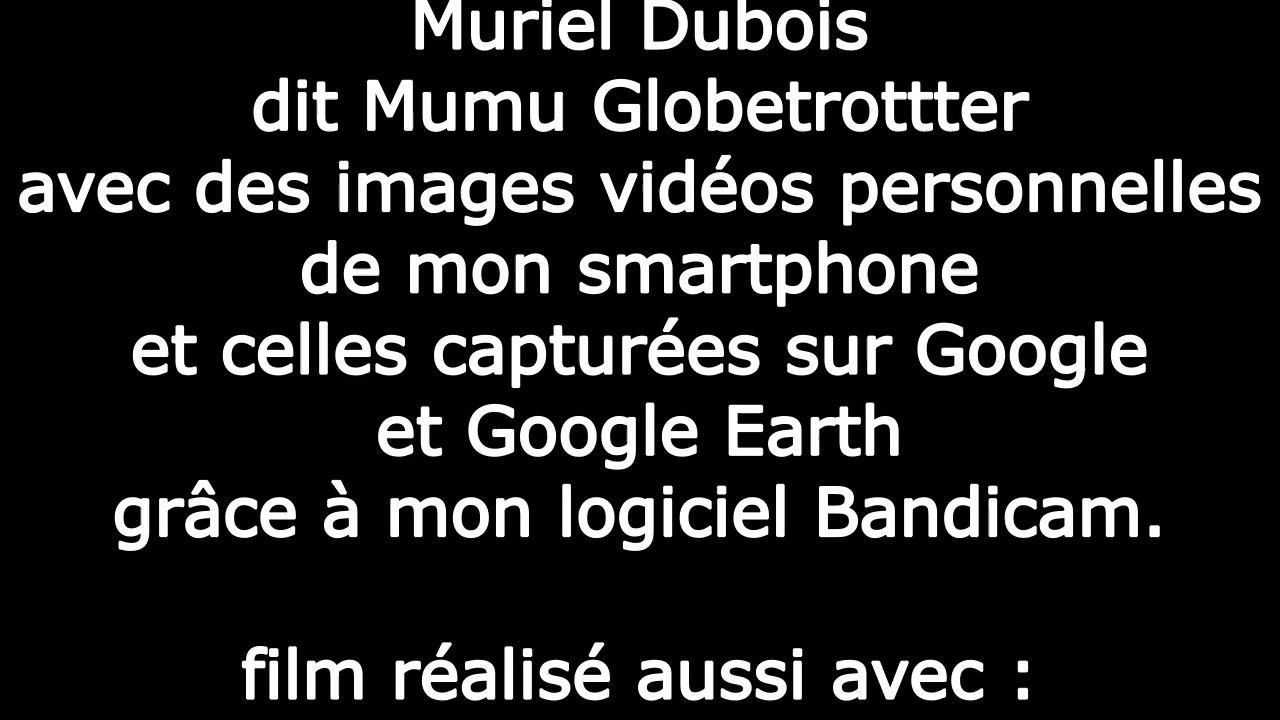 Muriel Dubois
dit Mumu Globetrottter
avec des images vidéos personnelles
de mon smartphone
et celles capturées sur Google
et Google Earth
grâce à mon logiciel Bandicam.
film réalisé aussi avec :